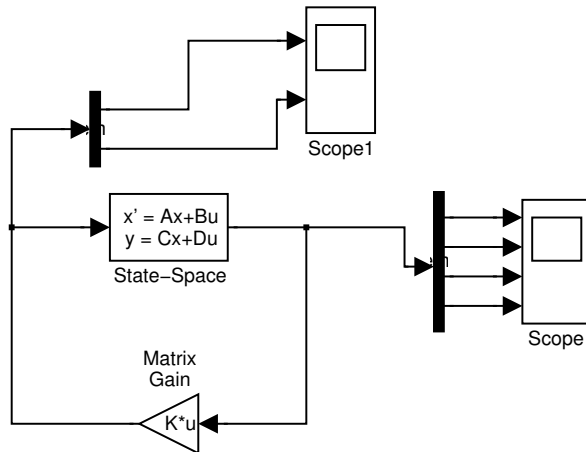 Scope1
x' = Ax+Bu
y = Cx+Du
State−Space
Scope
Matrix
Gain
K*u